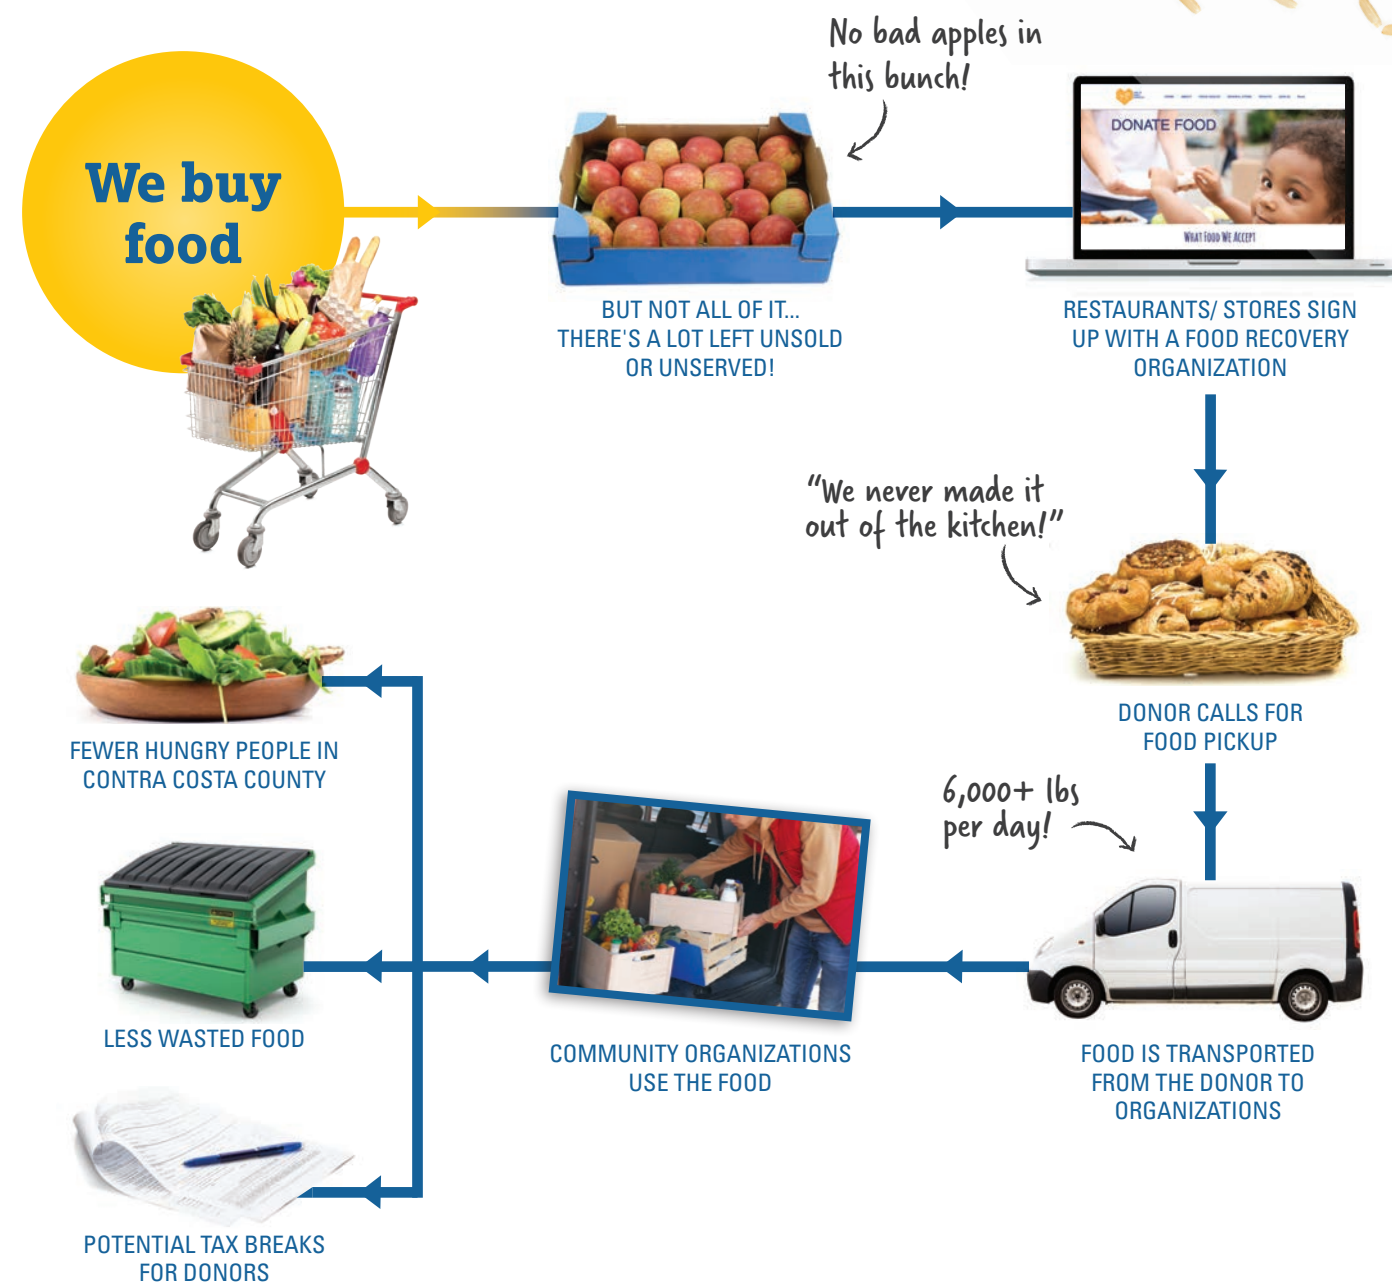 We buy
food
No bad apples in
this bunch!
BUT NOT ALL OF IT...
THERE'S A LOT LEFT UNSOLD
OR UNSERVED!
DONATE FOOD
WHAT FOOD WE ACCEPT
RESTAURANTS/ STORES SIGN
UP WITH A FOOD RECOVERY
ORGANIZATION
"We never made it
out of the kitchen!"
DONOR CALLS FOR
FOOD PICKUP
6,000+ lbs
per day!
FOOD IS TRANSPORTED
FROM THE DONOR TO
ORGANIZATIONS
COMMUNITY ORGANIZATIONS
USE THE FOOD
FEWER HUNGRY PEOPLE IN
CONTRA COSTA COUNTY
LESS WASTED FOOD
POTENTIAL TAX BREAKS
FOR DONORS